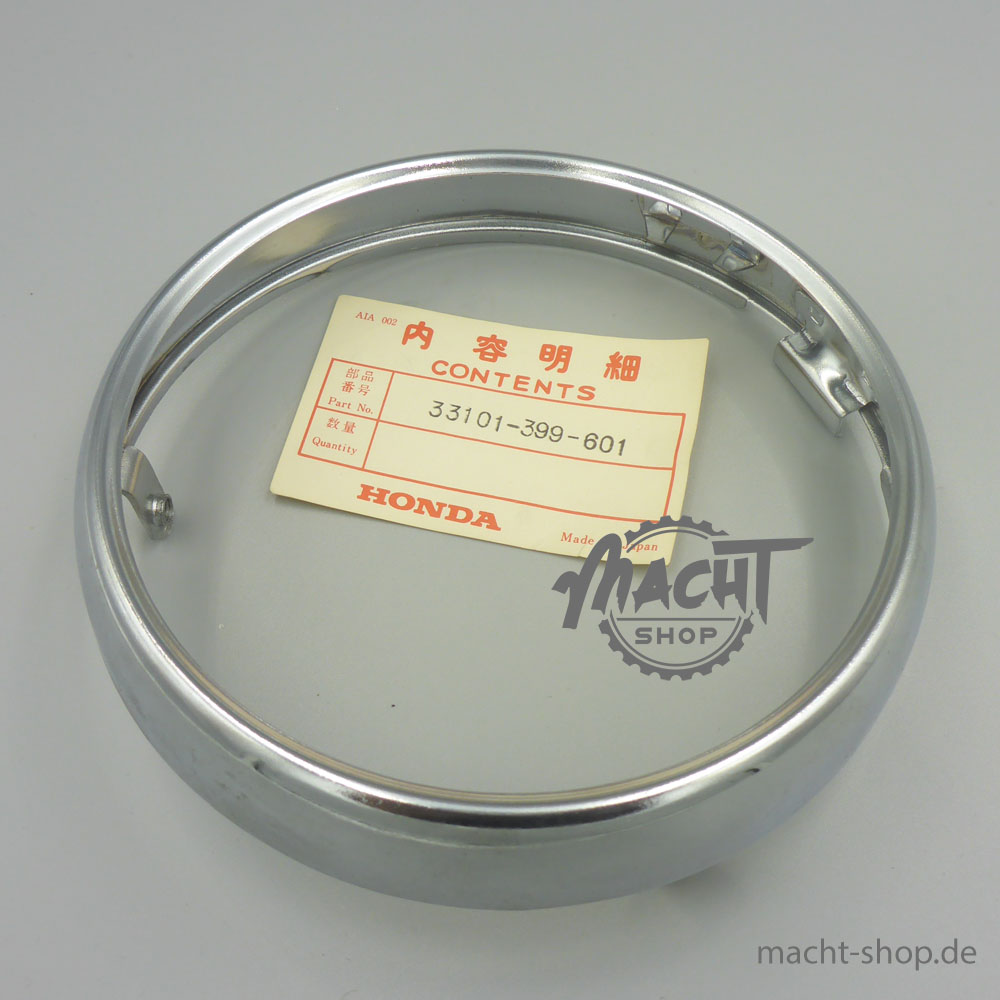 AIA 002
内容明細
CONTENTS
部品
番号
Part No.
33101-399-601
数量
Quantity
HONDA
Made Japan
MACHT
SHOP
macht-shop.de